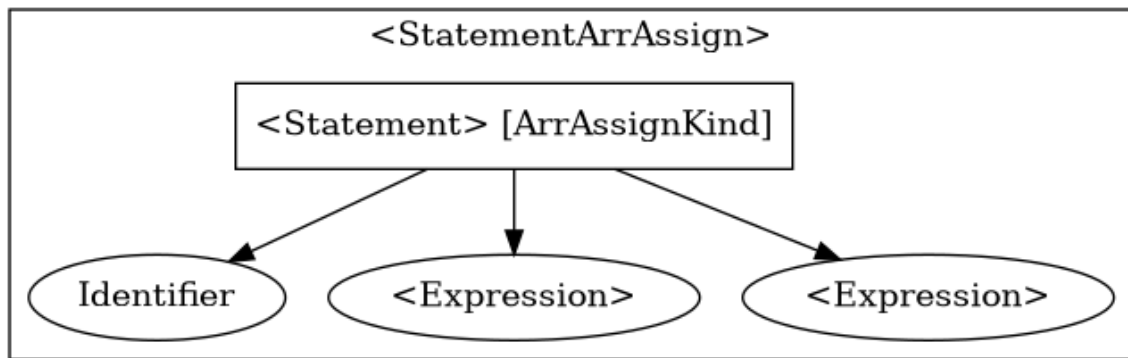 <StatementArrAssign>
<Statement> [ArrAssignKind]
Identifier
<Expression>
<Expression>